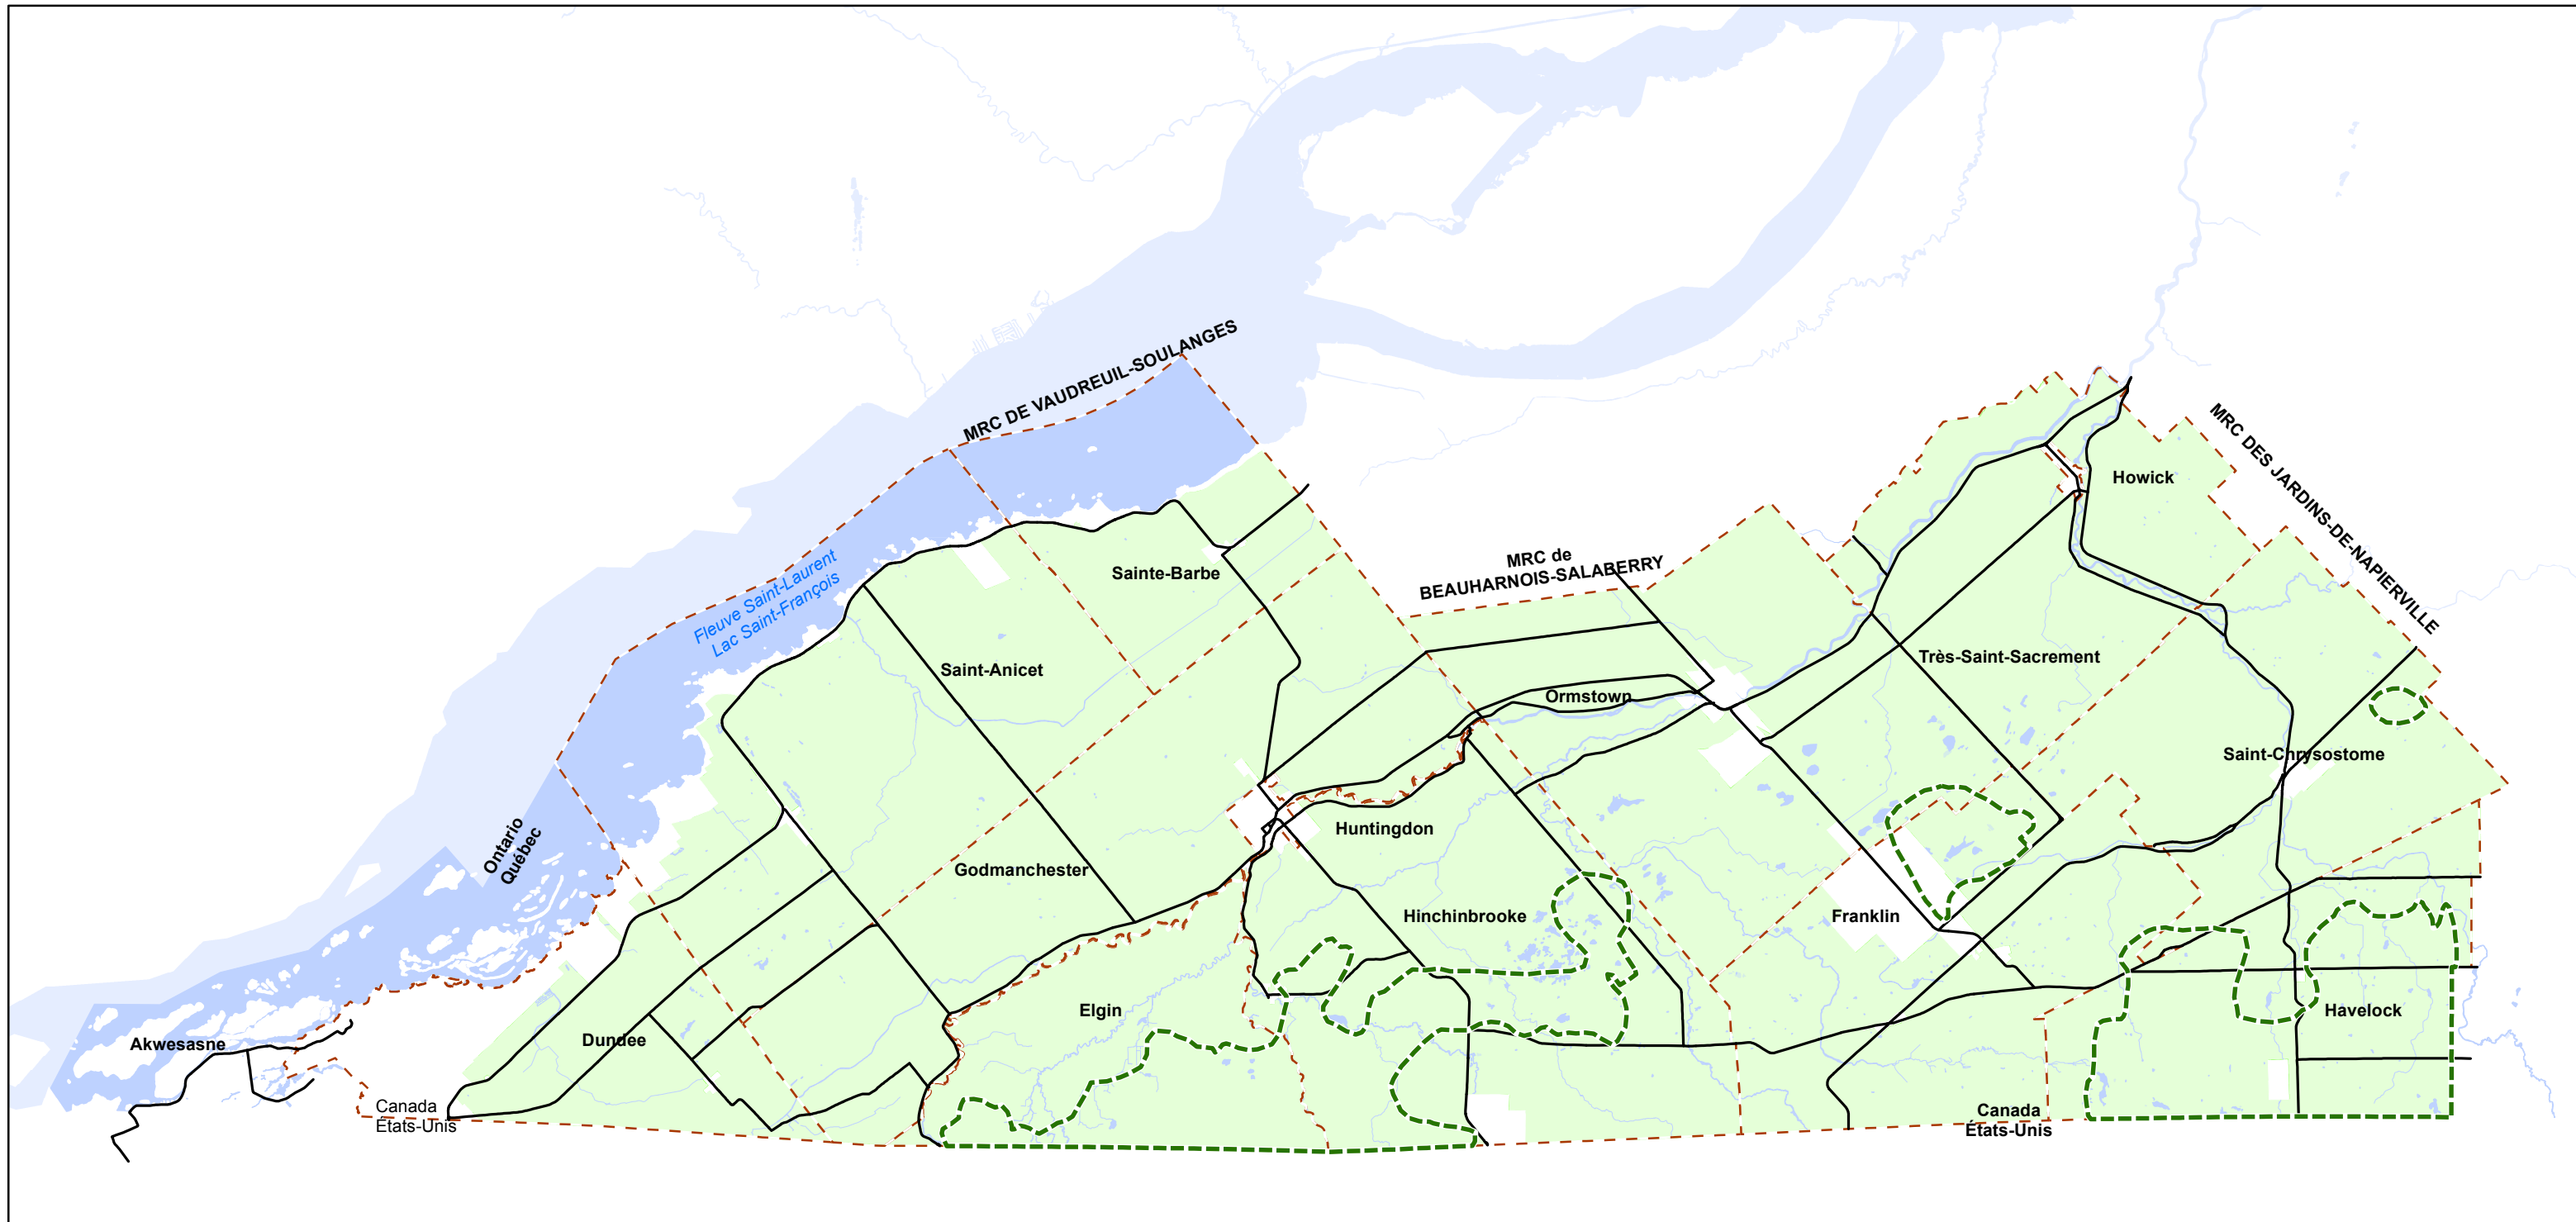 MRC DE VAUDREUIL-SOULANGES
MRC DES JARDINS-DE-NAPIERVILLE
Howick
MRC de
BEAUHARNOIS-SALABERRY
Fleuve Saint-Laurent
Lac Saint-François
Sainte-Barbe
Saint-Anicet
Très-Saint-Sacrement
Ormstown
Saint-Chrysostome
Ontario
Québec
Huntingdon
Godmanchester
Hinchinbrooke
Franklin
Elgin
Havelock
Dundee
Akwesasne
Canada
États-Unis
Canada
États-Unis